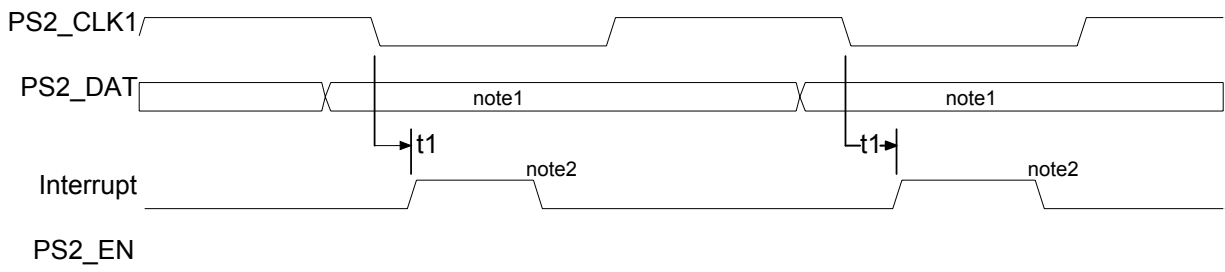 PS2_CLK1
PS2_DAT
note1
note1
t1
t1
Interrupt
note2
note2
PS2_EN